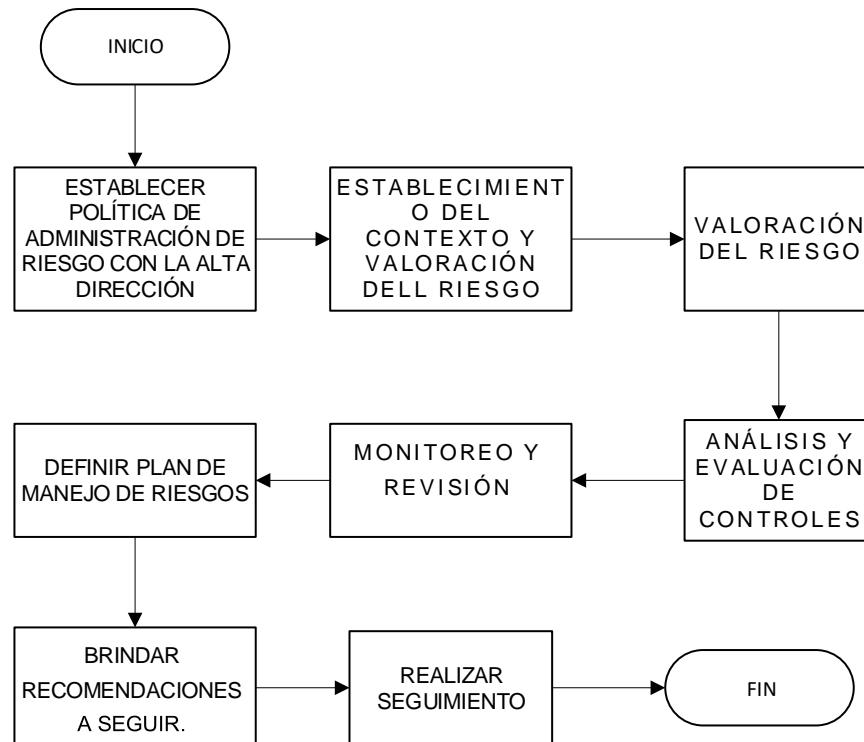 INICIO
ESTABLECER
POLÍTICA DE
ADMINISTRACIÓN DE
RIESGO CON LA ALTA
DIRECCIÓN
ESTABLECIMIENT
O DEL
CONTEXTO Y
VALORACIÓN
DELL RIESGO
VALORACIÓN
DEL RIESGO
ANÁLISIS Y
EVALUACIÓN
DE
CONTROLES
MONITOREO Y
REVISIÓN
DEFINIR PLAN DE
MANEJO DE RIESGOS
BRINDAR
RECOMENDACIONES
A SEGUIR.
REALIZAR
SEGUIMIENTO
FIN